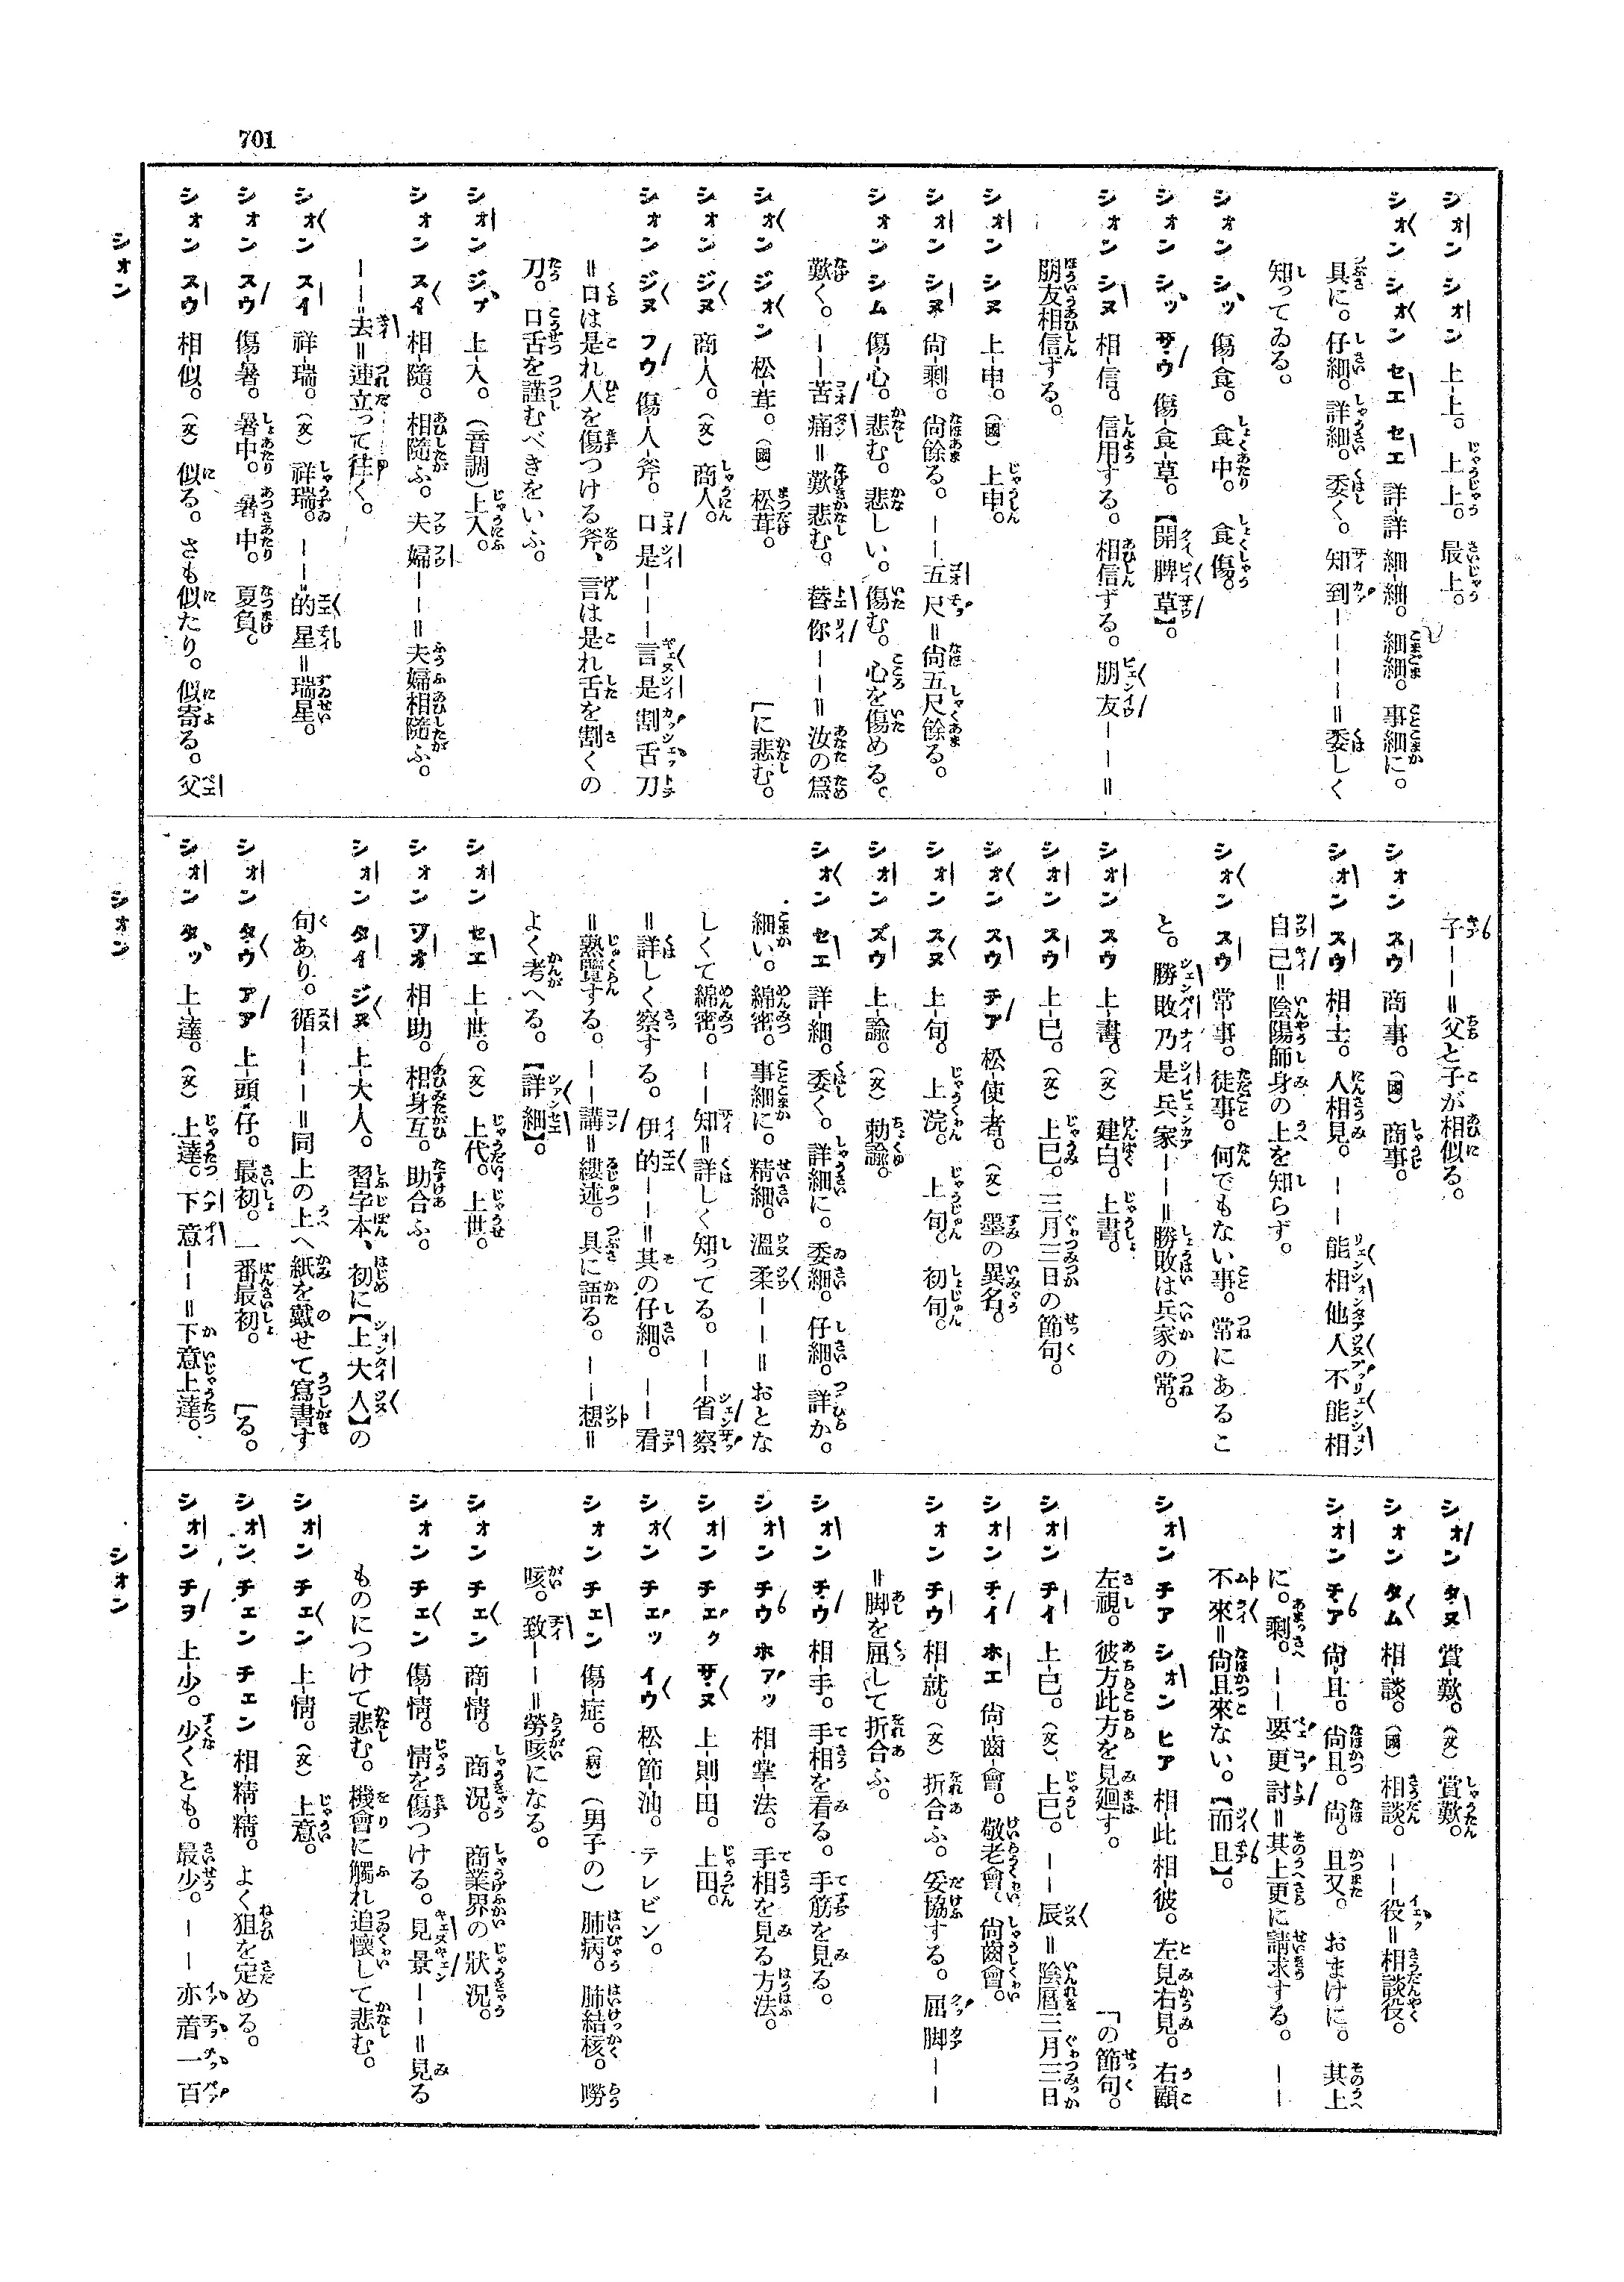 701
シオン シオン 上-上。 上上。 最上。
シオン シオン セエ セエ 詳-詳 細-細。 細細。 事細に。
具に。 仔細。 詳細。 委く。 知到————=委しく
知ってゐる。
シオン シッ 傷-食。 食中。 食傷。
シオン シッ ザウ 傷-食-草。【開脾草】。
シオン シヌ 相-信。 信用する。 相信ずる。 朋友——=
朋友相信ずる。
シオン シヌ 上-申。(國) 上申。
シオン シヌ 尙-剩。 尙餘る。 ——五尺=尙五尺餘る。
シオン シム 傷-心。 悲む。 悲しい。 傷む。 心を傷める。
歎く。 ——苦痛=歎悲む。 替你——=汝の爲
シオン ジオン 松-茸。(國) 松茸。 [に悲む。
シオン ジヌ 商-人。(文) 商人。
シオン ジヌ フウ 傷-人-斧。 口是———言是割舌刀
=口は是れ人を傷つける斧、言は是れ舌を割くの
刀。 口舌を謹むべきをいふ。
シオン ジプ 上-入。(音調)上入。
シオン スイ 相-隨。 相隨ふ。 夫婦——=夫婦相隨ふ。
——去=連立って往く。
シオン スイ 祥-瑞。(文) 祥瑞。 ——的星=瑞星。
シオン スウ 傷-暑。 暑中。 暑中。 夏負。
シオン スウ 相-似。(文) 似る。 さも似たり。 似寄る。 父
シオン
子——=父と子が相似る。
シオン スウ 商-事。(國) 商事。
シオン スウ 相-士。 人相見。 ——能相他人不能相
自己=陰陽師身の上を知らず。
シオン スウ 常-事。 徒事。 何でもない事。 常にあるこ
と。 勝敗乃是兵家——=勝敗は兵家の常。
シオン スウ 上-書。(文) 建白。 上書。
シオン スウ 上-巳。(文) 上巳。 三月三日の節句。
シオン スウ チア 松-使-者。(文) 墨の異名。
シオン スヌ 上-旬。 上浣。 上旬。 初旬。
シオン ズウ 上-諭。(文) 勅諭。
シオン セエ 詳-細。 委く。 詳細に。 委細。 仔細。 詳か。
細い。 綿密。 事細に。 精細。 溫柔——=おとな
しくて綿密。 ——知=詳しく知ってる。 ——省察
=詳しく察する。 伊的——=其の仔細。 ——看
=熟覽する。 ——講=縷述。 具に語る。 ——想=
よく考へる。【詳細】。
シオン セエ 上-世。(文) 上代。 上世。
シオン ヅオ 相-助。 相身互。 助合ふ。
シオン タイ ジヌ 上-大-人。 習字本、初に【上大人】の
句あり。 循———=同上の上へ紙を戴せて寫書す
シオン タウ アア 上-頭-仔。 最初。 一番最初。 [る。
シオン タッ 上-達。(文) 上達。 下意——=下意上達。
シオン
シオン タヌ 賞-歎。(文) 賞歎。
シオン タム 相-談。(國) 相談。 ——役=相談役。
シオン チア 尙-且。 尙且。 尙。 且又。 おまけに。 其上
に。 剩。 ——要更討=其上更に請求する。 ——
不來=尙且來ない。【而且】。
シオン チア シオン ヒア 相-此 相-彼。 左見右見。 右顧
左視。 彼方此方を見廻す。 [の節句。
シオン チイ 上-巳。(文) 上巳。 ——辰=陰曆三月三日
シオン チイ ホエ 尙-齒-會。 敬老會、尙齒會。
シオン チウ 相-就。(文) 折合ふ。 妥協する。 屈脚——
=脚を屈して折合ふ。
シオン チウ 相-手。 手相を看る。 手筋を見る。
シオン チウ ホアッ 相-掌-法。 手相を見る方法。
シオン チェク ザヌ 上-則-田。 上田。
シオン チェッ イウ 松-節-油。 テレビン。
シオン チェン 傷-症。(病)(男子の) 肺病。 肺結核。 嘮
咳。 致——=勞咳になる。
シオン チェン 商-情。 商況。 商業界の狀況。
シオン チェン 傷-情。 情を傷つける。 見景——=見る
ものにつけて悲む。 機會に觸れ追懷して悲む。
シオン チェン 上-情。(文) 上意。
シオン チェン チェン 相-精-精。 よく狙を定める。
シオン チヲ 上-少。 少くとも。 最少。 ——亦着一百
シオン